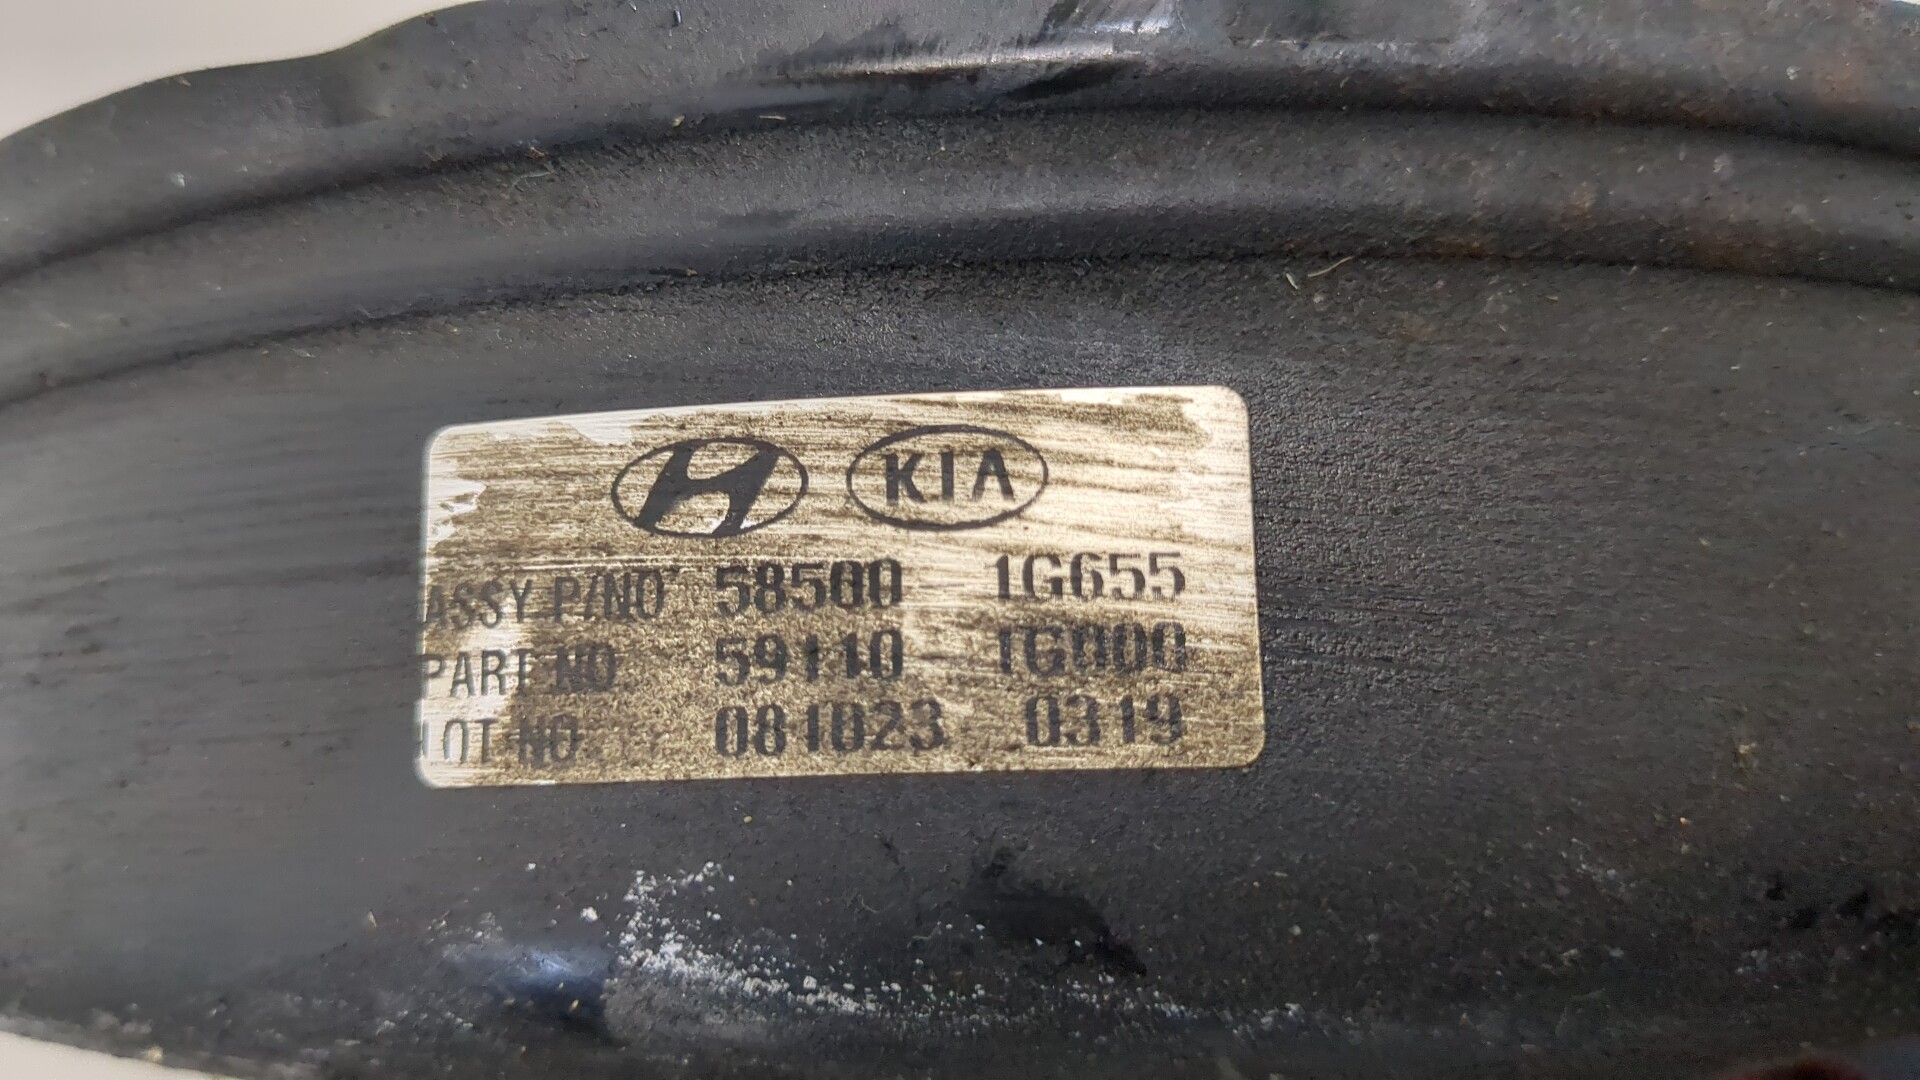 KIA
ASSY P/NO 58500 1G655
PART NO 59110 1G000
LOT NO 081023 0319